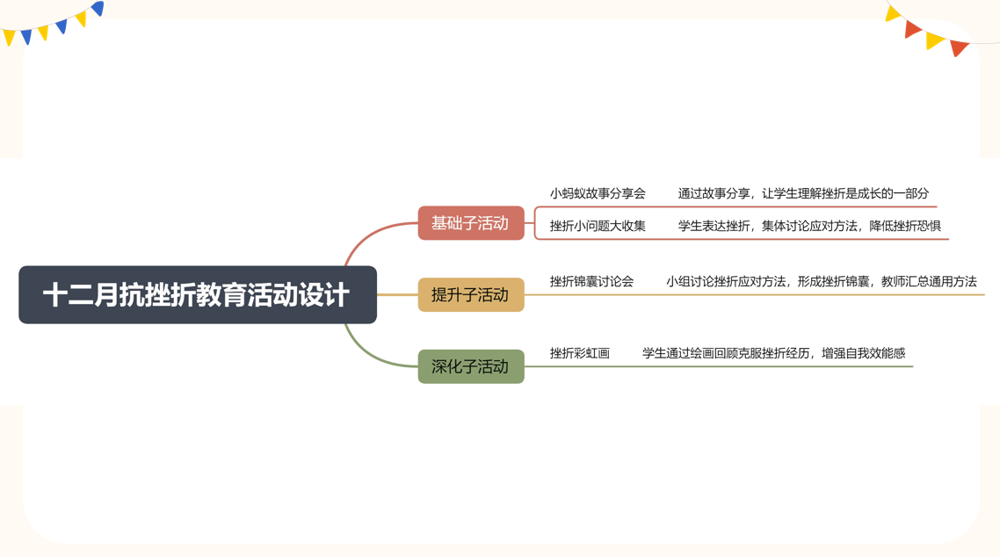 小蚂蚁故事分享会 通过故事分享，让学生理解挫折是成长的一部分
基础子活动
挫折小问题大收集 学生表达挫折，集体讨论应对方法，降低挫折恐惧
十二月抗挫折教育活动设计
提升子活动
挫折锦囊讨论会 小组讨论挫折应对方法，形成挫折锦囊，教师汇总通用方法
深化子活动
挫折彩虹画 学生通过绘画回顾克服挫折经历，增强自我效能感